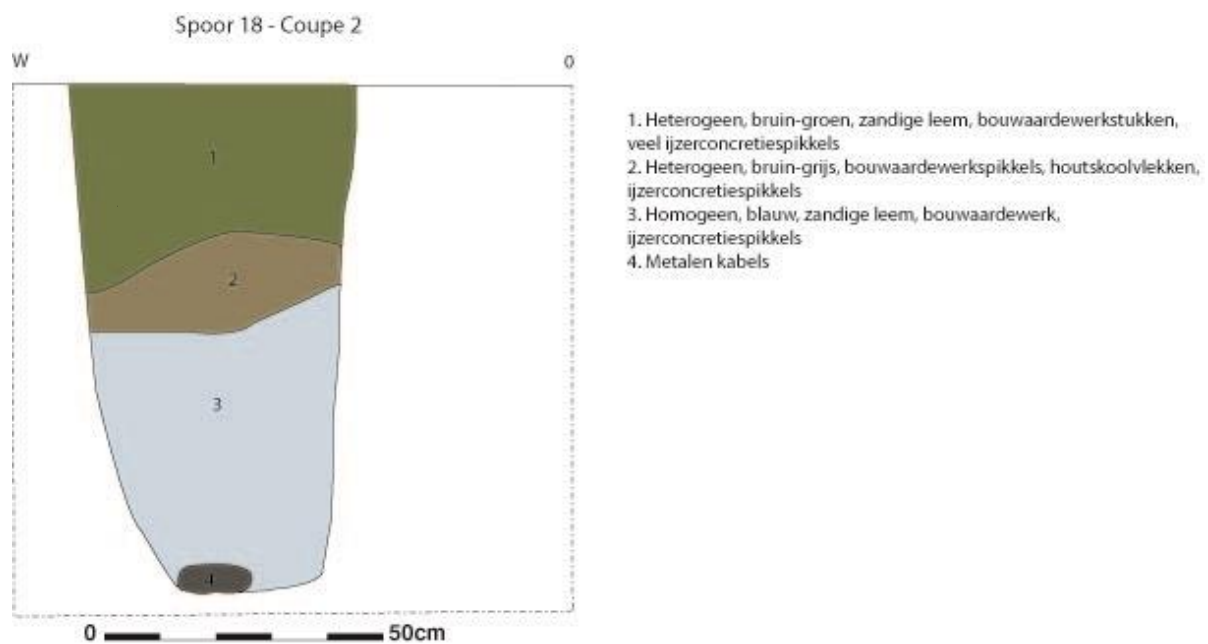 Spoor 18 - Coupe 2
W
O
1. Heterogeen, bruin-groen, zandige leem, bouwaardewerkstukken,
veel ijzerconcretiespikkels
2. Heterogeen, bruin-grijs, bouwaardewerkspikkels, houtskoolvlekken,
ijzerconcretiespikkels
3. Homogeen, blauw, zandige leem, bouwaardewerk,
ijzerconcretiespikkels
4. Metalen kabels
1
2
3
4
0 50cm